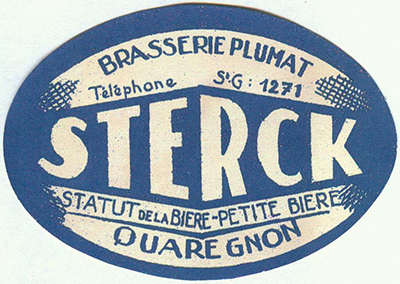 BRASSERIE PLUMAT
Téléphone St G: 1271
STERCK
STATUT DE LA BIERE-PETITE BIERE
QUAREGNON